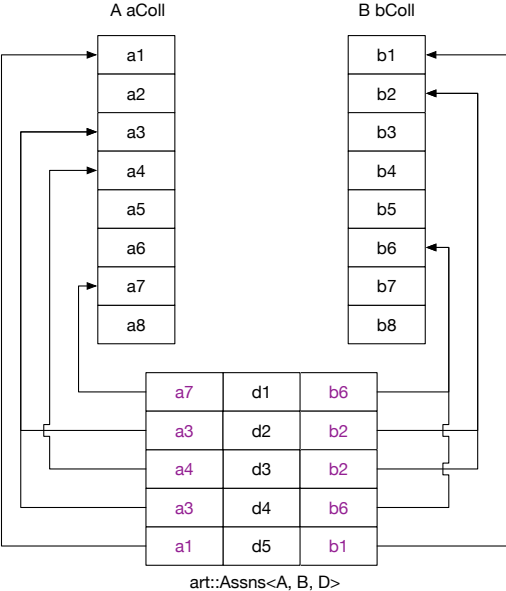 A aColl
B bColl
a1 b1
a2 b2
a3 b3
a4 b4
a5 b5
a6 b6
a7 b7
a8 b8
a7 d1 b6
a3 d2 b2
a4 d3 b2
a3 d4 b6
a1 d5 b1
art::Assns<A, B, D>